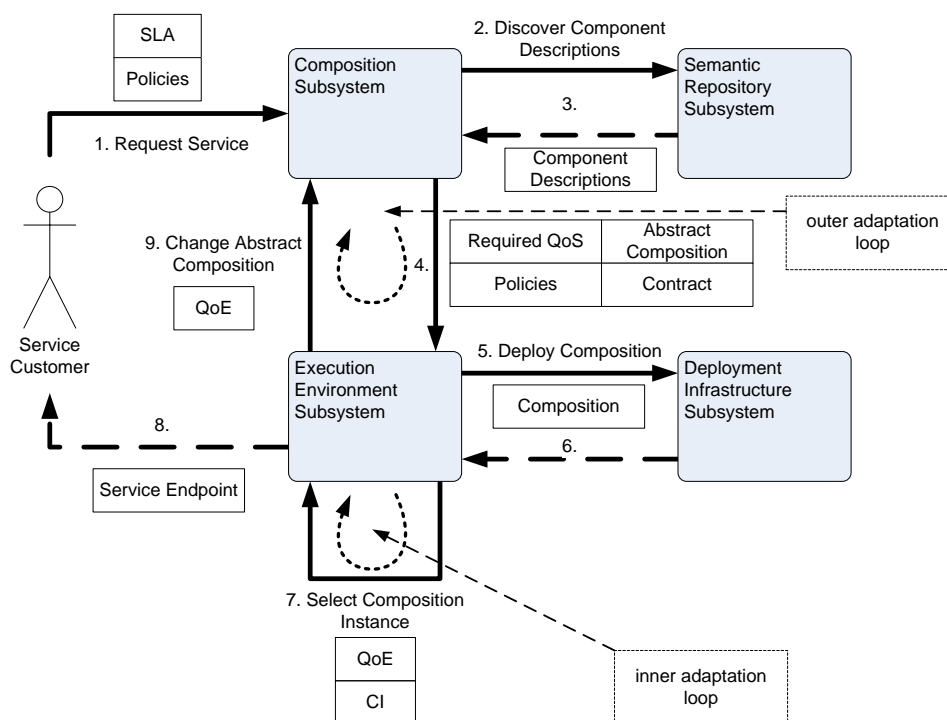 SLA
Policies
1. Request Service
Composition
Subsystem
2. Discover Component
Descriptions
Semantic
Repository
Subsystem
3.
Component
Descriptions
outer adaptation
loop
9. Change Abstract
Composition
QoE
4.
Required QoS
Abstract
Composition
Policies
Contract
Service
Customer
Execution
Environment
Subsystem
5. Deploy Composition
Composition
Deployment
Infrastructure
Subsystem
6.
8.
Service Endpoint
7. Select Composition
Instance
QoE
CI
inner adaptation
loop